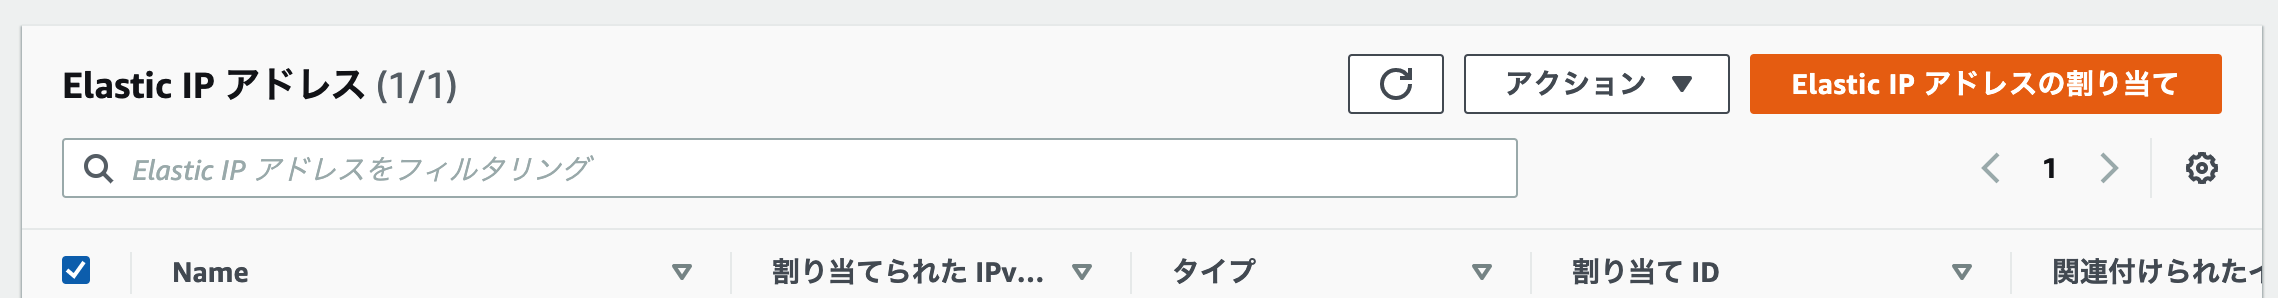 Elastic IP アドレス (1/1)
アクション
Elastic IP アドレスの割り当て
Elastic IP アドレスをフィルタリング
1
Name
割り当てられた IPv...
タイプ
割り当て ID
関連付けられた